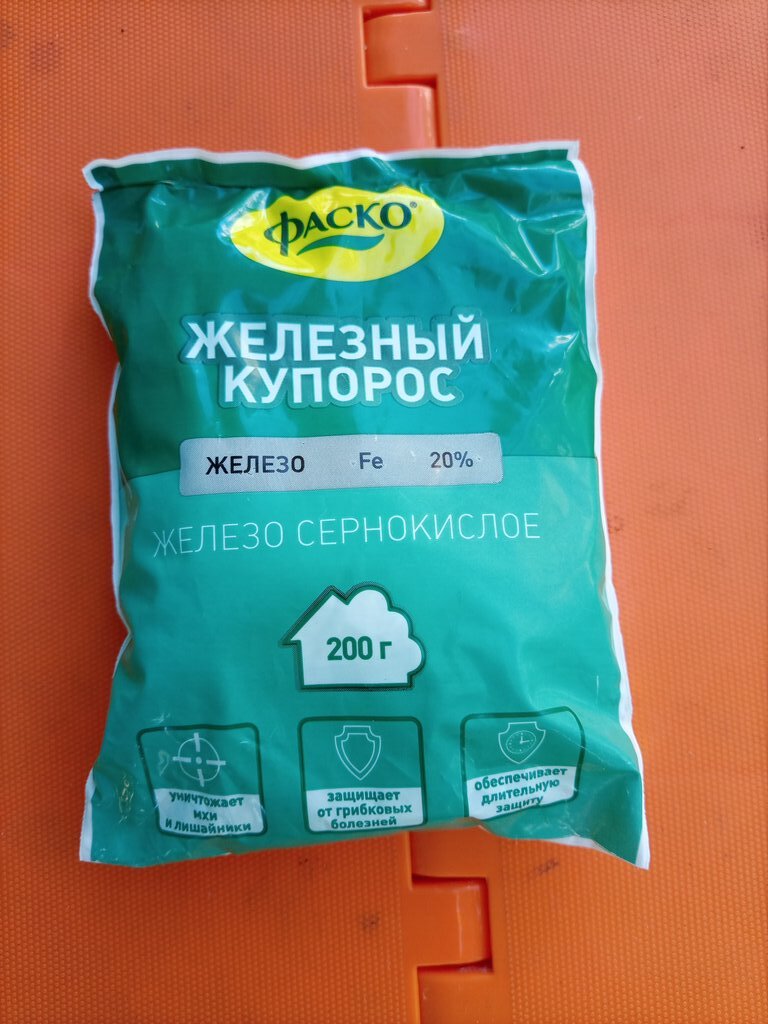 ФАСКО®
ЖЕЛЕЗНЫЙ
КУПОРОС
ЖЕЛЕЗО Fe 20%
ЖЕЛЕЗО СЕРНОКИСЛОЕ
200 г
уничтожает
мхи
и лишайники
защищает
от грибковых
болезней
обеспечивает
длительную
защиту